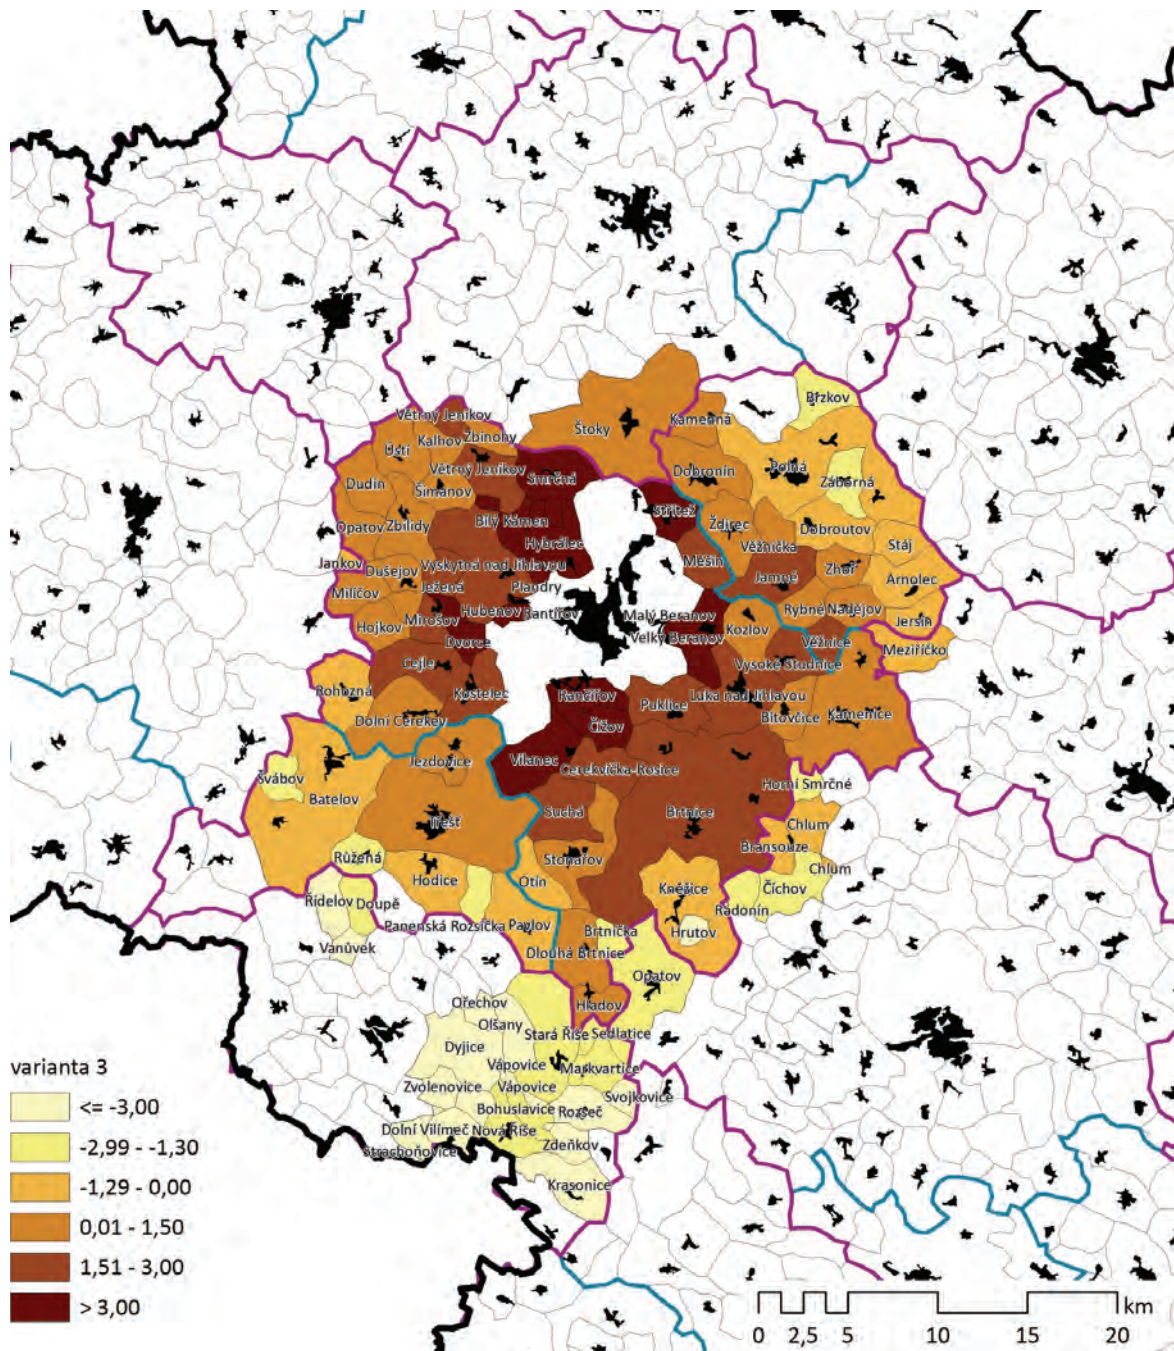 Brzkov
Větrný Jeníkov
Kamenná
Štoky
Kalhov
Zbinohy
Ústí
Větrný Jeníkov
Smrčná
Dobronín
Polná
Záborná
Dudín
Šimanov
Střítež
Opatov
Zbilidy
Bílý Kámen
Ždírec
Dobroutov
Hybrálec
Věžnička
Stáj
Jankov
Dušejov
Vyskytná nad Jihlavou
Měšín
Jamné
Zhoř
Arnolec
Milíčov
Ježená
Plandry
Mirošov
Hubenov
Rantířov
Malý Beranov
Rybné
Nadějov
Jersín
Hojkov
Dvorce
Velký Beranov
Kozlov
Věžnice
Meziříčko
Cejle
Vysoké Studnice
Rohozná
Kostelec
Rančířov
Puklice
Luka nad Jihlavou
Dolní Cerekev
Čížov
Bítovčice
Kamenice
Jezdovice
Vílanec
Cerekvička-Rosice
Švábov
Horní Smrčné
Batelov
Třešť
Suchá
Brtnice
Chlum
Růžená
Stonařov
Bransouze
Chlum
Hodice
Otín
Kněžice
Číchov
Řídelov
Doupě
Radonín
Panenská Rozsíčka
Pavlov
Brtnička
Hrutov
Vanůvek
Dlouhá Brtnice
Opatov
Ořechov
Hladov
Olšany
Stará Říše
Sedlatice
Dyjice
Vápovice
Markvartice
Zvolenovice
Vápovice
Svojkovice
Bohuslavice
Rozseč
Dolní Vilímeč
Nová Říše
Zdeňkov
Strachoňovice
Krasonice
varianta 3
<= -3,00
-2,99 - -1,30
-1,29 - 0,00
0,01 - 1,50
1,51 - 3,00
> 3,00
km
0 2,5 5 10 15 20